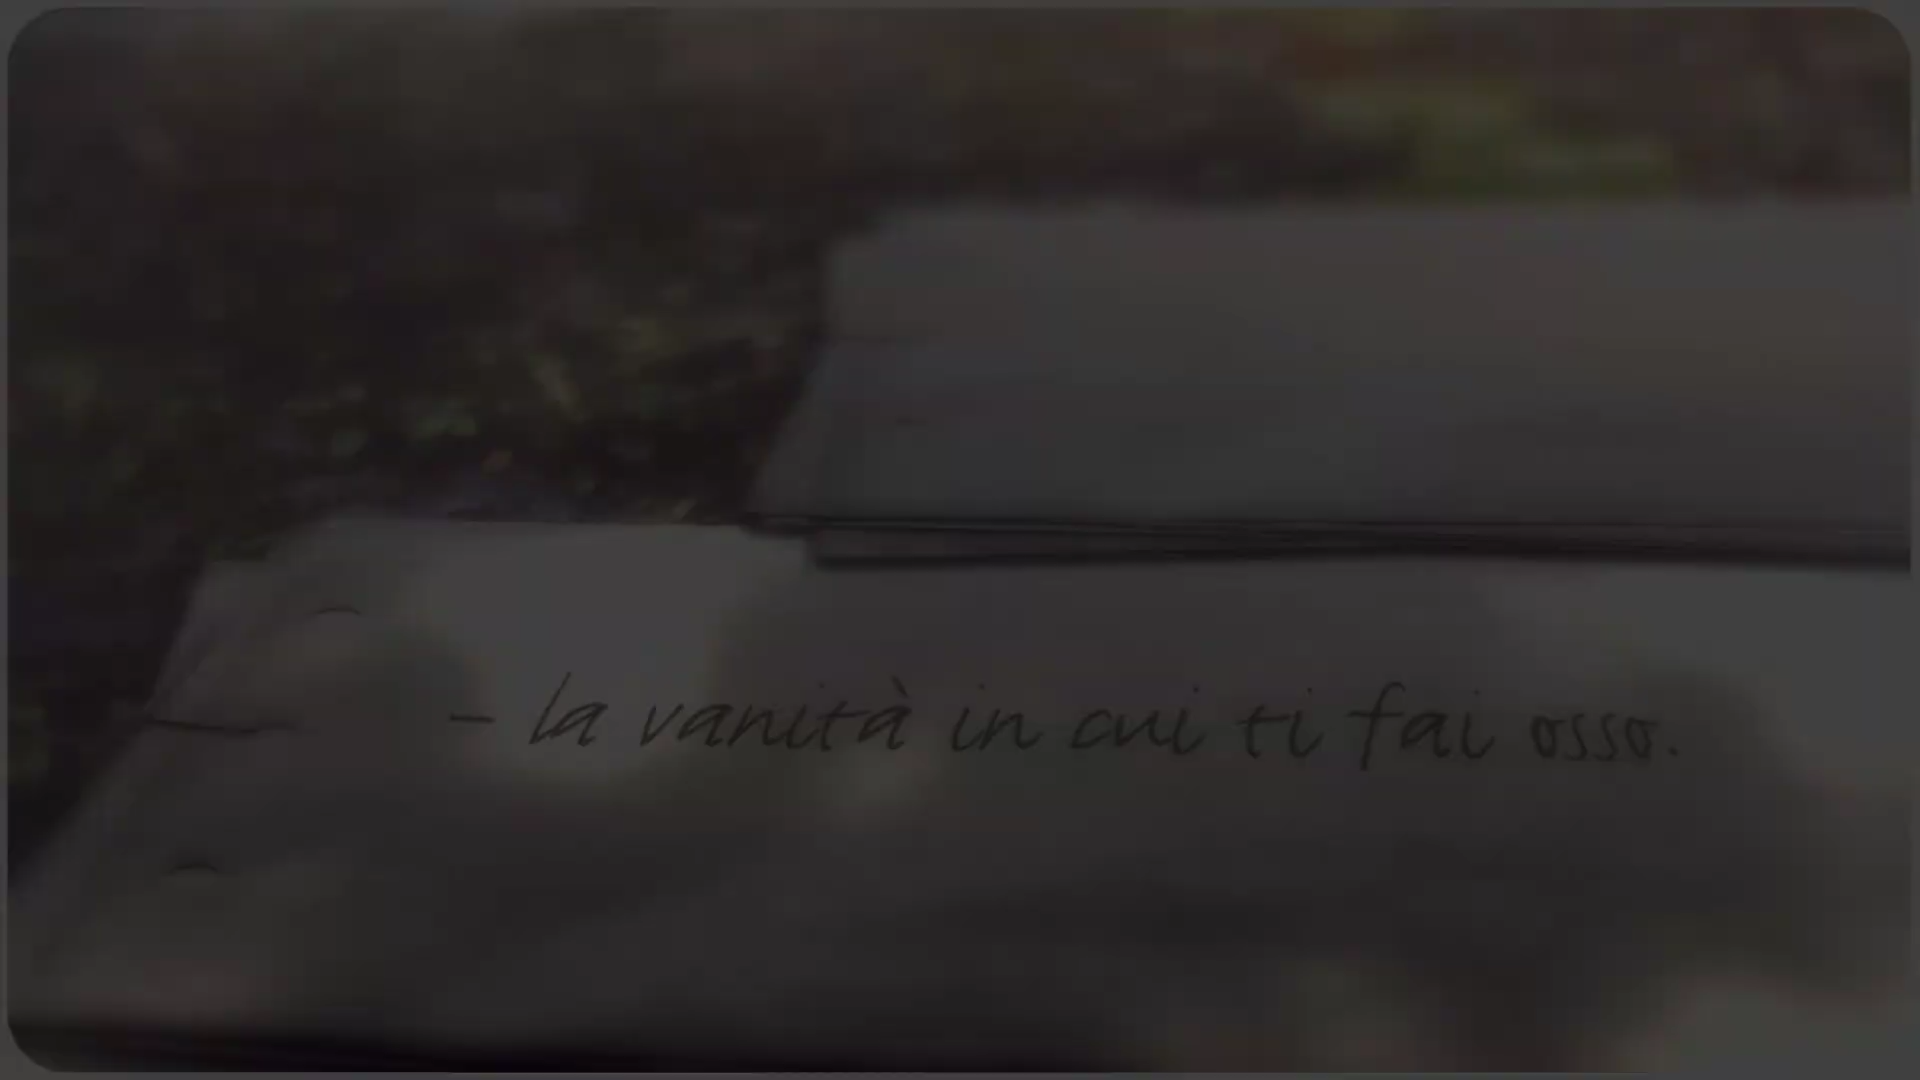 – la vanità in cui ti fai osso.